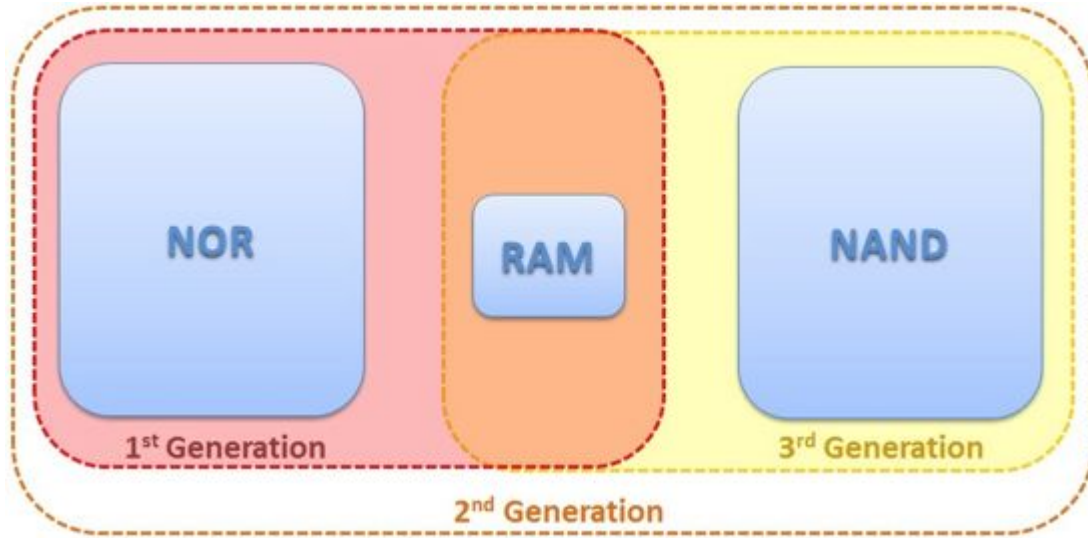 NOR
RAM
NAND
1st Generation
3rd Generation
2nd Generation